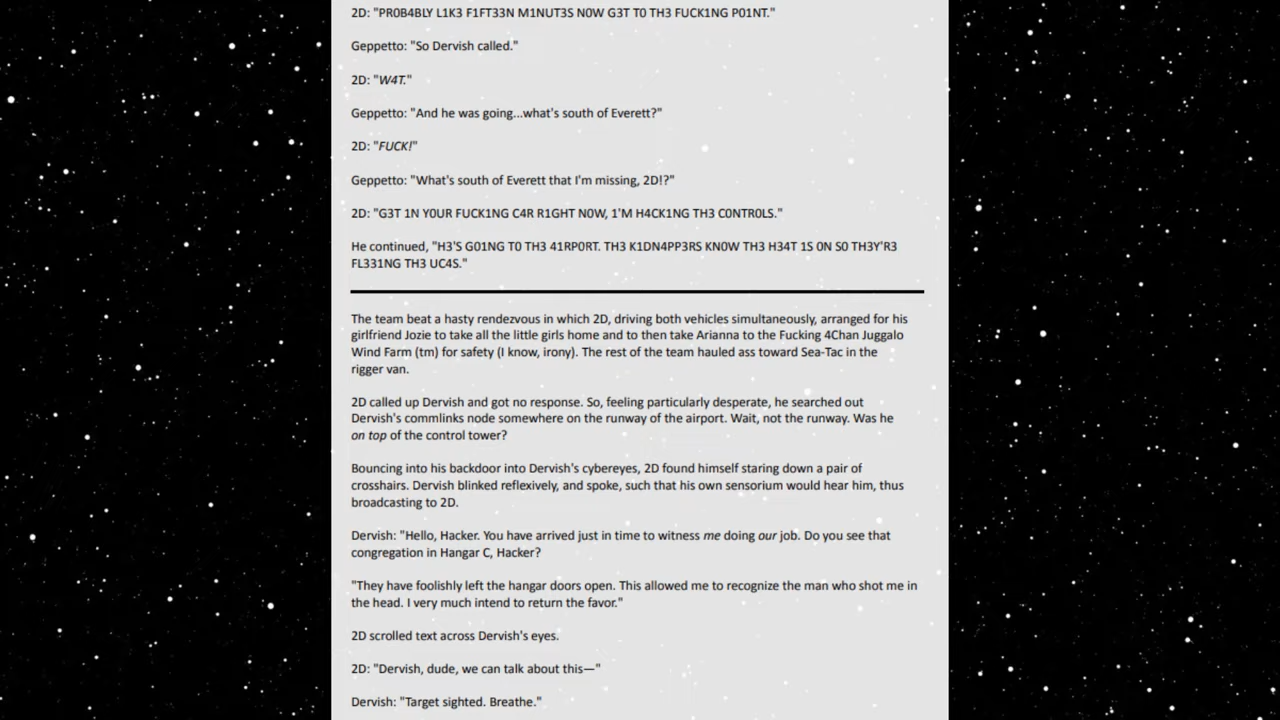 2D: "PR0B4BLY L1K3 F1FT33N M1NUT3S N0W G3T T0 TH3 FUCK1NG P01NT."
Geppetto: "So Dervish called."
2D: "W4T."
Geppetto: "And he was going...what's south of Everett?"
2D: "FUCK!"
Geppetto: "What's south of Everett that I'm missing, 2D!?"
2D: "G3T 1N Y0UR FUCK1NG C4R R1GHT N0W, 1'M H4CK1NG TH3 C0NTR0LS."
He continued, "H3'S G01NG T0 TH3 41RP0RT. TH3 K1DN4PP3RS KN0W TH3 H34T 1S 0N S0 TH3Y'R3
FL331NG TH3 UC4S."
The team beat a hasty rendezvous in which 2D, driving both vehicles simultaneously, arranged for his
girlfriend Jozie to take all the little girls home and to then take Arianna to the Fucking 4Chan Juggalo
Wind Farm (tm) for safety (I know, irony). The rest of the team hauled ass toward Sea-Tac in the
rigger van.
2D called up Dervish and got no response. So, feeling particularly desperate, he searched out
Dervish's commlinks node somewhere on the runway of the airport. Wait, not the runway. Was he
on top of the control tower?
Bouncing into his backdoor into Dervish's cybereyes, 2D found himself staring down a pair of
crosshairs. Dervish blinked reflexively, and spoke, such that his own sensorium would hear him, thus
broadcasting to 2D.
Dervish: "Hello, Hacker. You have arrived just in time to witness me doing our job. Do you see that
congregation in Hangar C, Hacker?
"They have foolishly left the hangar doors open. This allowed me to recognize the man who shot me in
the head. I very much intend to return the favor."
2D scrolled text across Dervish's eyes.
2D: "Dervish, dude, we can talk about this—"
Dervish: "Target sighted. Breathe."